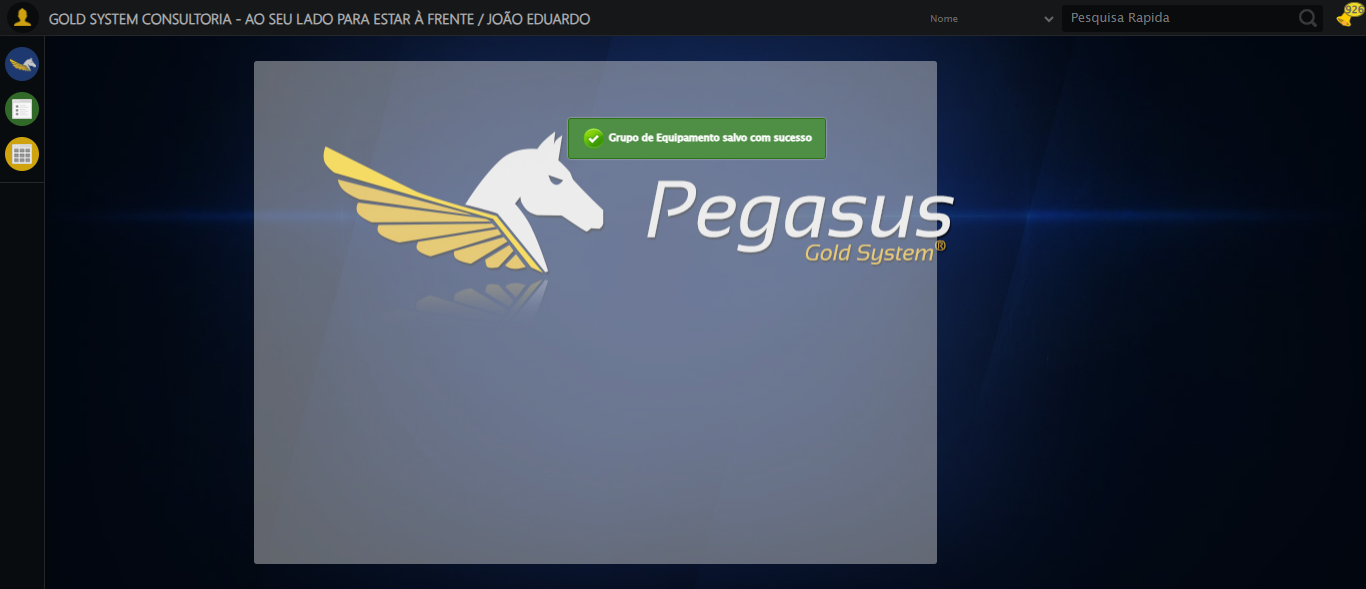 GOLD SYSTEM CONSULTORIA - AO SEU LADO PARA ESTAR À FRENTE / JOÃO EDUARDO
Nome
Pesquisa Rapida
926
Grupo de Equipamento salvo com sucesso
Pegasus
Gold System®